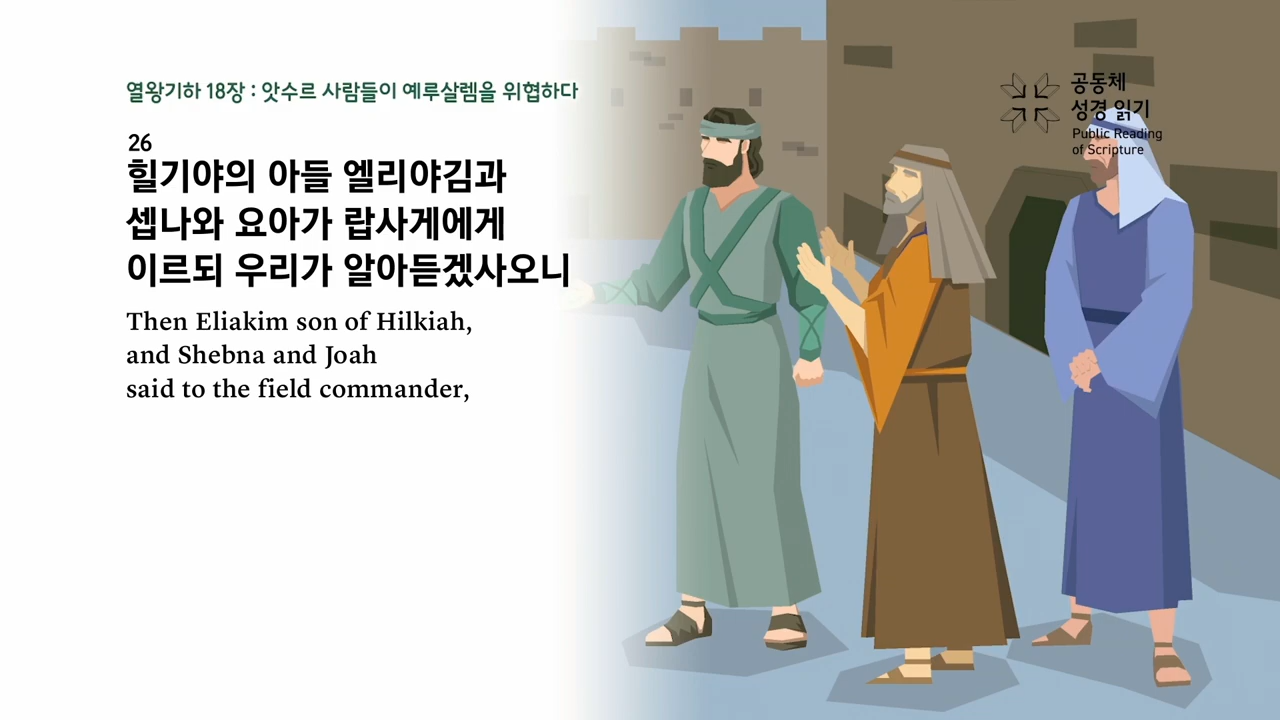 열왕기하 18장 : 앗수르 사람들이 예루살렘을 위협하다
26
힐기야의 아들 엘리야김과
셉나와 요아가 랍사게에게
이르되 우리가 알아듣겠사오니
Then Eliakim son of Hilkiah,
and Shebna and Joah
said to the field commander,
공동체
성경 읽기
Public Reading
of Scripture